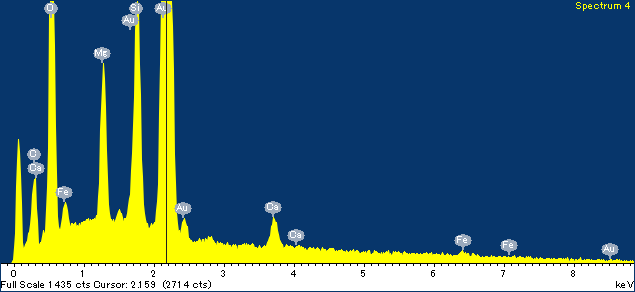 Spectrum 4
O Si Au
Au
Mg
C
Ca
Fe
Au
Ca
Ca
Fe
Fe
Au
0 1 2 3 4 5 6 7 8
Full Scale 1435 cts Cursor: 2.159 (2714 cts) keV